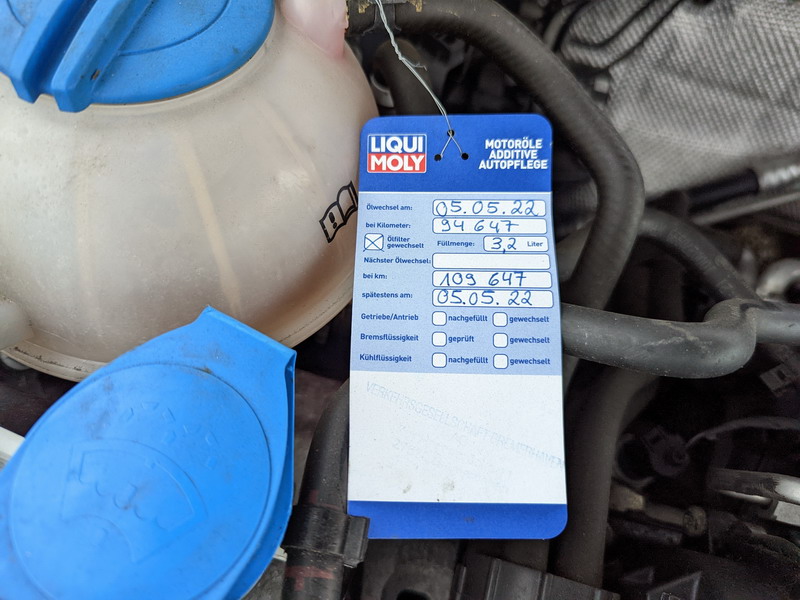 LIQUI
MOLY
MOTORÖLE
ADDITIVE
AUTOPFLEGE
Ölwechsel am: 05.05.22
bei Kilometer: 94 647
Ölfilter gewechselt Füllmenge: 3,2 Liter
Nächster Ölwechsel:
bei km: 109 647
spätestens am: 05.05.22
Getriebe/Antrieb nachgefüllt gewechselt
Bremsflüssigkeit geprüft gewechselt
Kühlflüssigkeit nachgefüllt gewechselt
VERKEHRSGESELLSCHAFT BREMERHAVEN